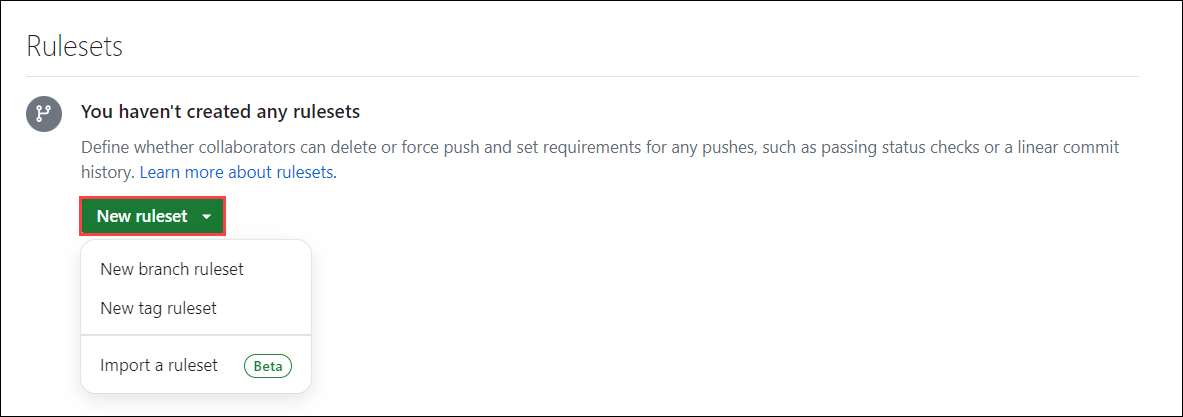 Rulesets
You haven't created any rulesets
Define whether collaborators can delete or force push and set requirements for any pushes, such as passing status checks or a linear commit
history. Learn more about rulesets.
New ruleset
New branch ruleset
New tag ruleset
Import a ruleset Beta